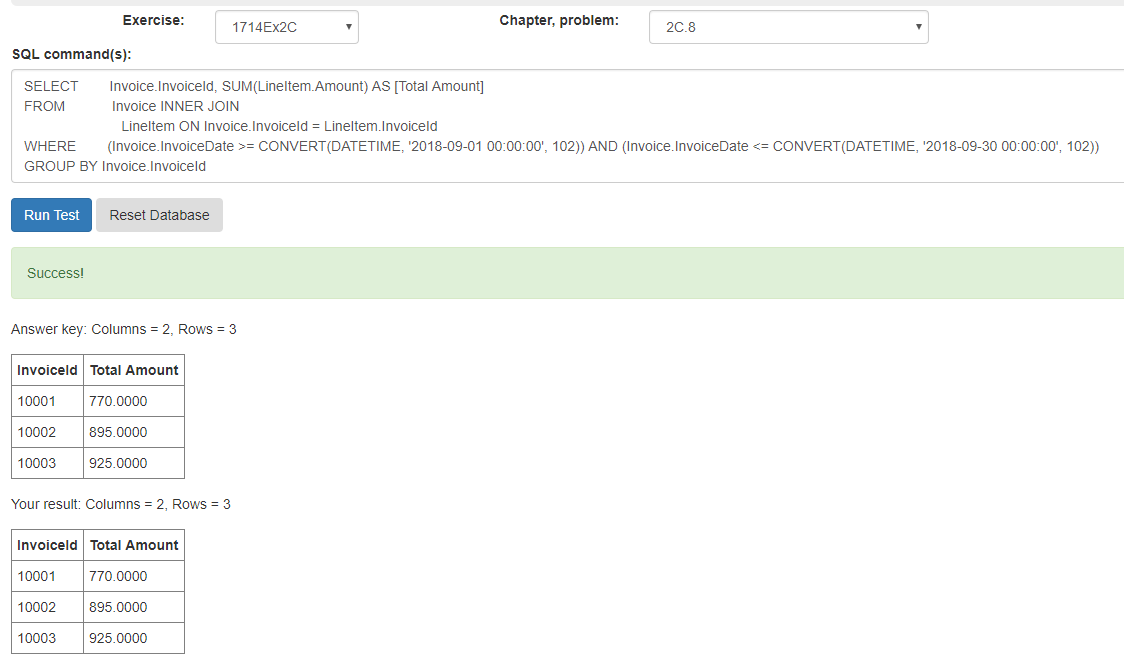 Exercise: 1714Ex2C Chapter, problem: 2C.8
SQL command(s):
SELECT Invoice.InvoiceId, SUM(LineItem.Amount) AS [Total Amount]
FROM Invoice INNER JOIN
LineItem ON Invoice.InvoiceId = LineItem.InvoiceId
WHERE (Invoice.InvoiceDate >= CONVERT(DATETIME, '2018-09-01 00:00:00', 102)) AND (Invoice.InvoiceDate <= CONVERT(DATETIME, '2018-09-30 00:00:00', 102))
GROUP BY Invoice.InvoiceId
Run Test Reset Database
Success!
Answer key: Columns = 2, Rows = 3
InvoiceId Total Amount
10001 770.0000
10002 895.0000
10003 925.0000
Your result: Columns = 2, Rows = 3
InvoiceId Total Amount
10001 770.0000
10002 895.0000
10003 925.0000